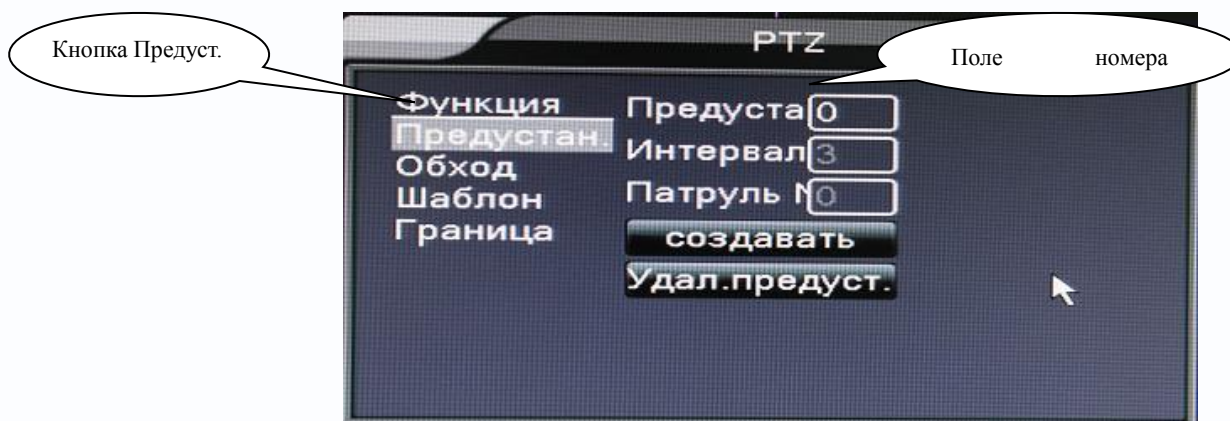 Кнопка Предуст.
PTZ
Поле номера
Функция
Предустан.
Обход
Шаблон
Граница
Предуста 0
Интервал 3
Патруль № 0
создавать
Удал.предуст.